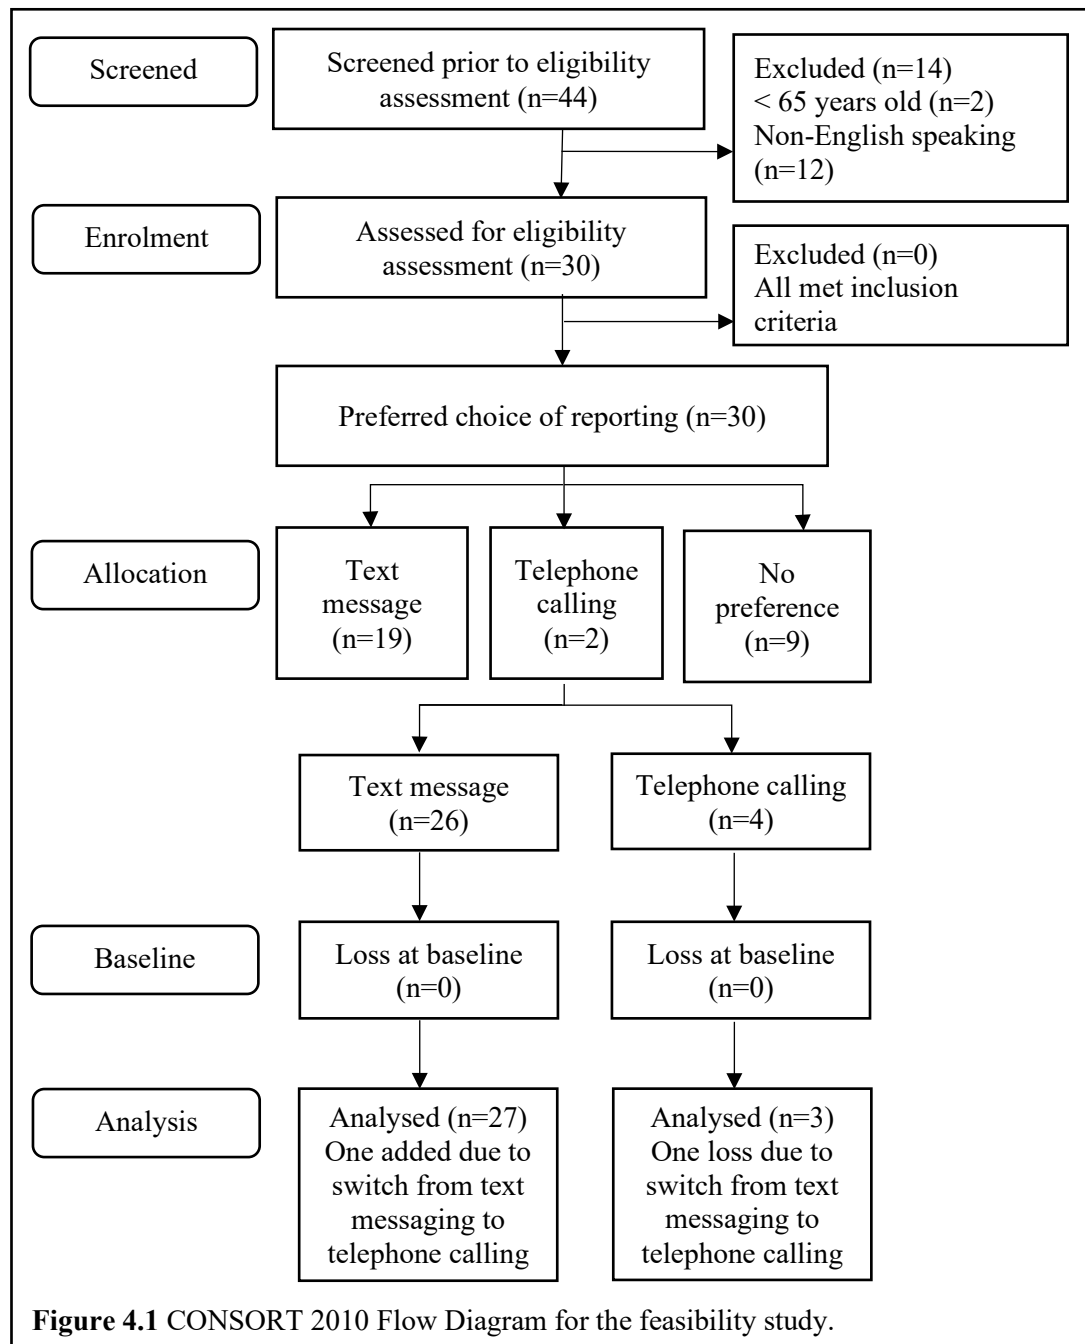 Screened
Screened prior to eligibility
assessment (n=44)
Excluded (n=14)
< 65 years old (n=2)
Non-English speaking
(n=12)
Enrolment
Assessed for eligibility
assessment (n=30)
Excluded (n=0)
All met inclusion
criteria
Preferred choice of reporting (n=30)
Allocation
Text
message
(n=19)
Telephone
calling
(n=2)
No
preference
(n=9)
Text message
(n=26)
Telephone calling
(n=4)
Baseline
Loss at baseline
(n=0)
Loss at baseline
(n=0)
Analysis
Analysed (n=27)
One added due to
switch from text
messaging to
telephone calling
Analysed (n=3)
One loss due to
switch from text
messaging to
telephone calling
Figure 4.1 CONSORT 2010 Flow Diagram for the feasibility study.